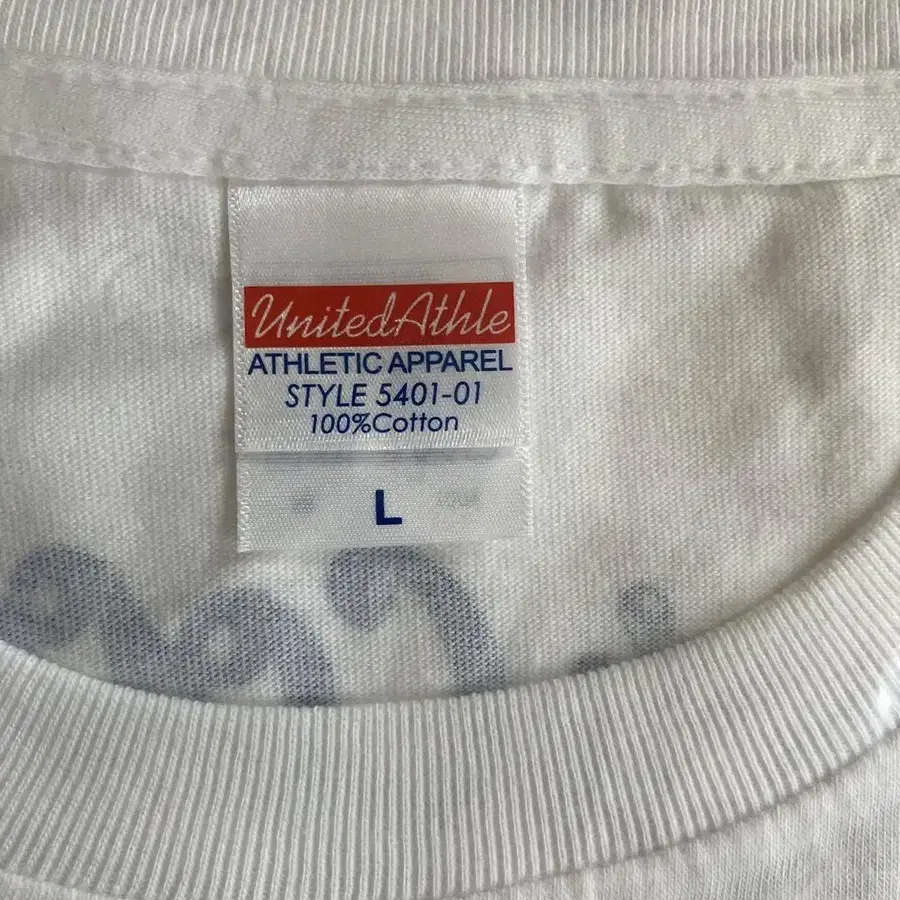 UnitedAthle
ATHLETIC APPAREL
STYLE 5401-01
100%Cotton
L